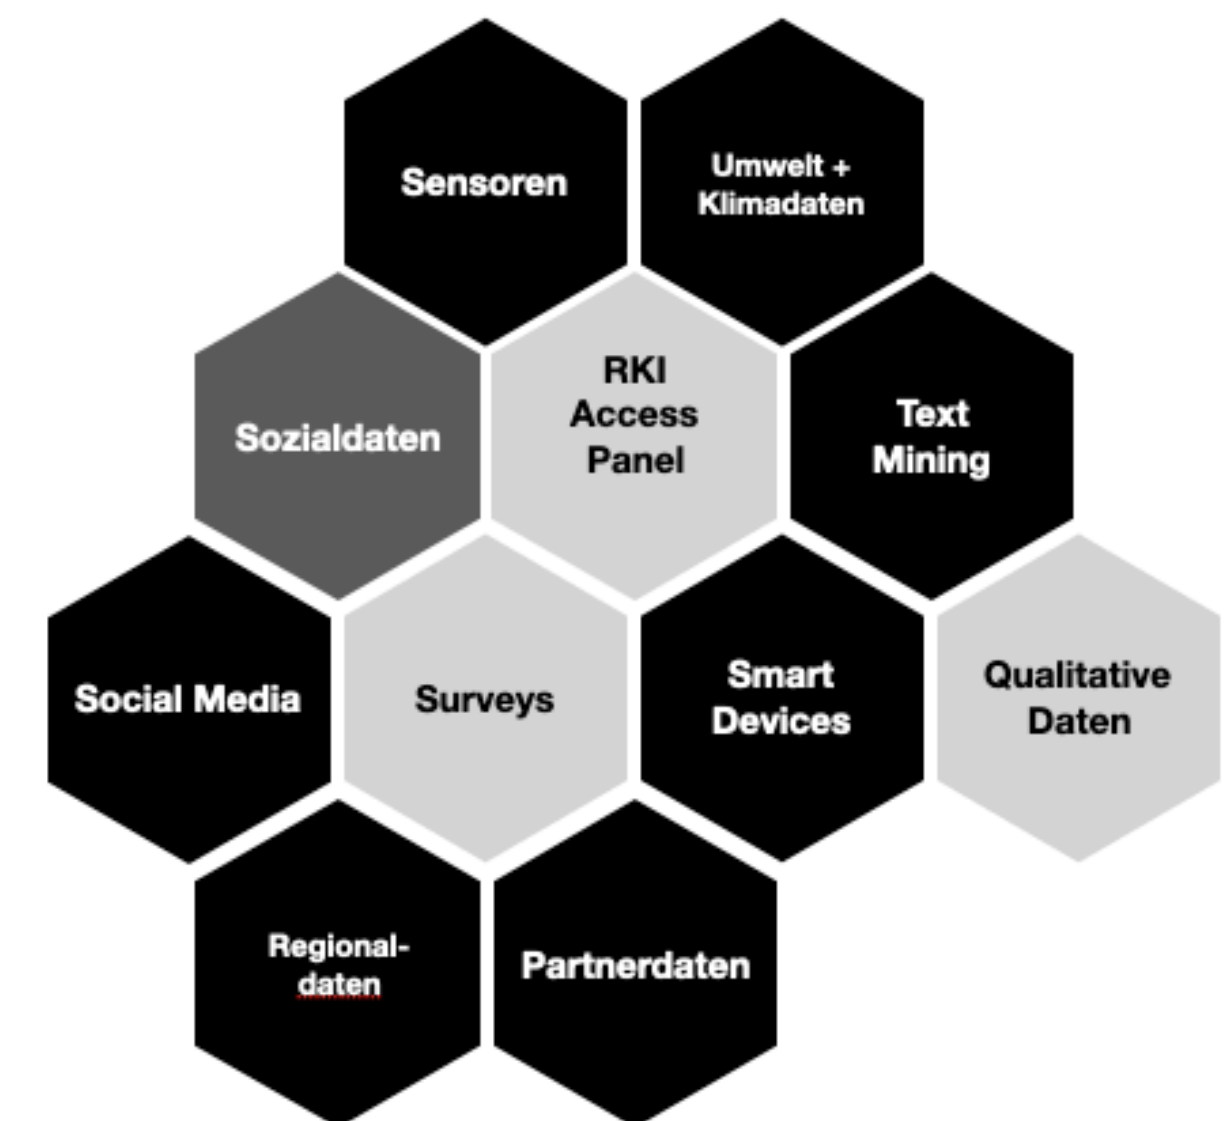 Sensoren
Umwelt +
Klimadaten
Sozialdaten
RKI
Access
Panel
Text
Mining
Social Media
Surveys
Smart
Devices
Qualitative
Daten
Regional-
daten
Partnerdaten